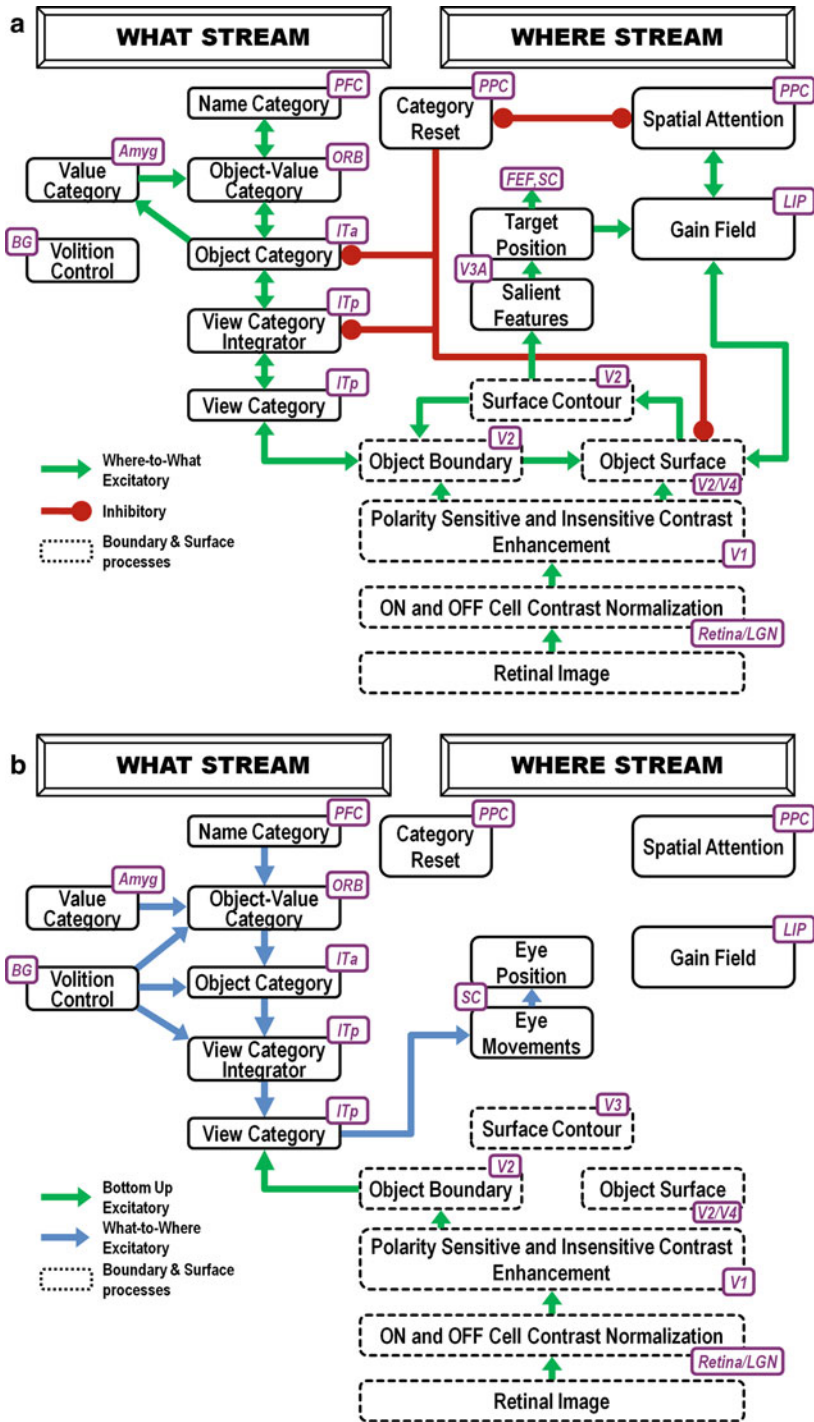 a
WHAT STREAM
WHERE STREAM
PFC
Name Category
PPC
Category
Reset
PPC
Spatial Attention
Amyg
Value
Category
ORB
Object-Value
Category
FEF,SC
Target
Position
LIP
Gain Field
BG
Volition
Control
ITa
Object Category
V3A
Salient
Features
ITp
View Category
Integrator
ITp
View Category
V2
Surface Contour
V2
Object Boundary
Object Surface
V2/V4
Where-to-What
Excitatory
Inhibitory
Boundary & Surface
processes
Polarity Sensitive and Insensitive Contrast
Enhancement
V1
ON and OFF Cell Contrast Normalization
Retina/LGN
Retinal Image
b
WHAT STREAM
WHERE STREAM
PFC
Name Category
PPC
Category
Reset
PPC
Spatial Attention
Amyg
Value
Category
ORB
Object-Value
Category
LIP
Gain Field
BG
Volition
Control
ITa
Object Category
Eye
Position
SC
Eye
Movements
ITp
View Category
Integrator
ITp
View Category
V3
Surface Contour
V2
Object Boundary
Object Surface
V2/V4
Bottom Up
Excitatory
What-to-Where
Excitatory
Boundary & Surface
processes
Polarity Sensitive and Insensitive Contrast
Enhancement
V1
ON and OFF Cell Contrast Normalization
Retina/LGN
Retinal Image